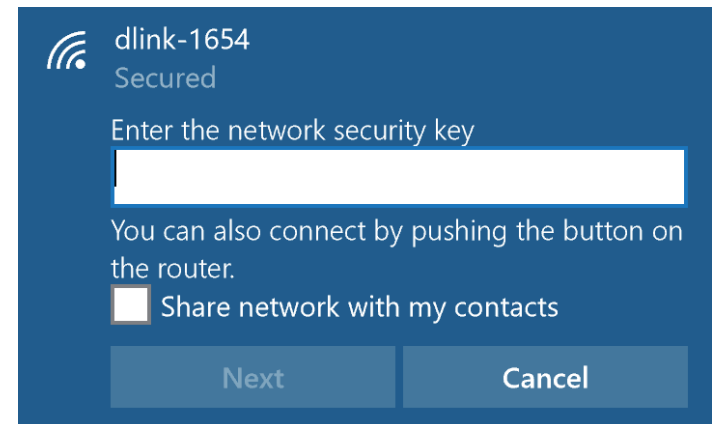 dlink-1654
Secured
Enter the network security key
You can also connect by pushing the button on
the router.
Share network with my contacts
Next
Cancel